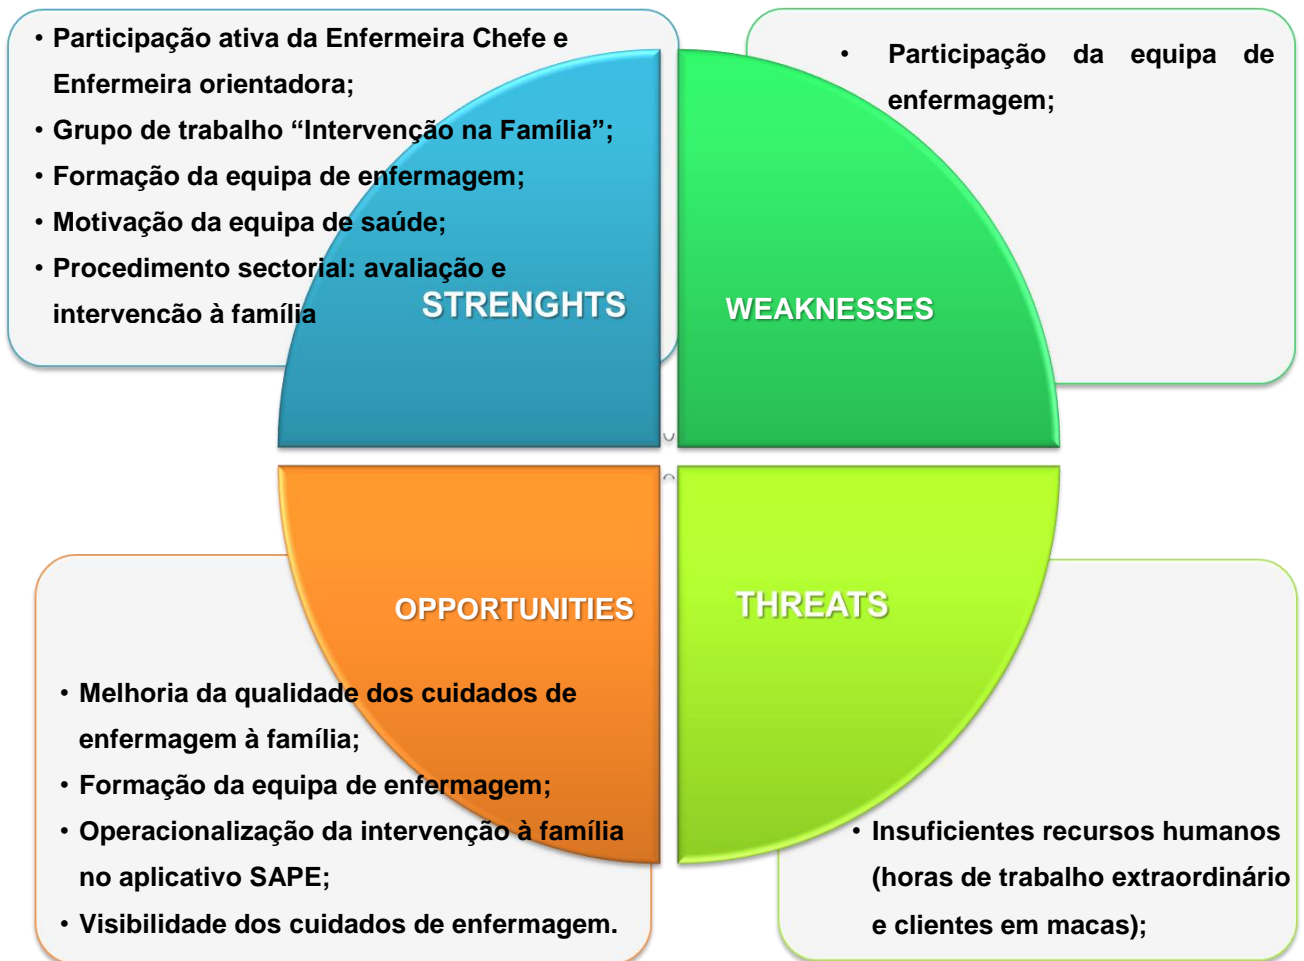 • Participação ativa da Enfermeira Chefe e
Enfermeira orientadora;
• Grupo de trabalho “Intervenção na Família”;
• Formação da equipa de enfermagem;
• Motivação da equipa de saúde;
• Procedimento sectorial: avaliação e
intervencão à família
STRENGHTS
• Participação da equipa de
enfermagem;
WEAKNESSES
OPPORTUNITIES
• Melhoria da qualidade dos cuidados de
enfermagem à família;
• Formação da equipa de enfermagem;
• Operacionalização da intervenção à família
no aplicativo SAPE;
• Visibilidade dos cuidados de enfermagem.
THREATS
• Insuficientes recursos humanos
(horas de trabalho extraordinário
e clientes em macas);